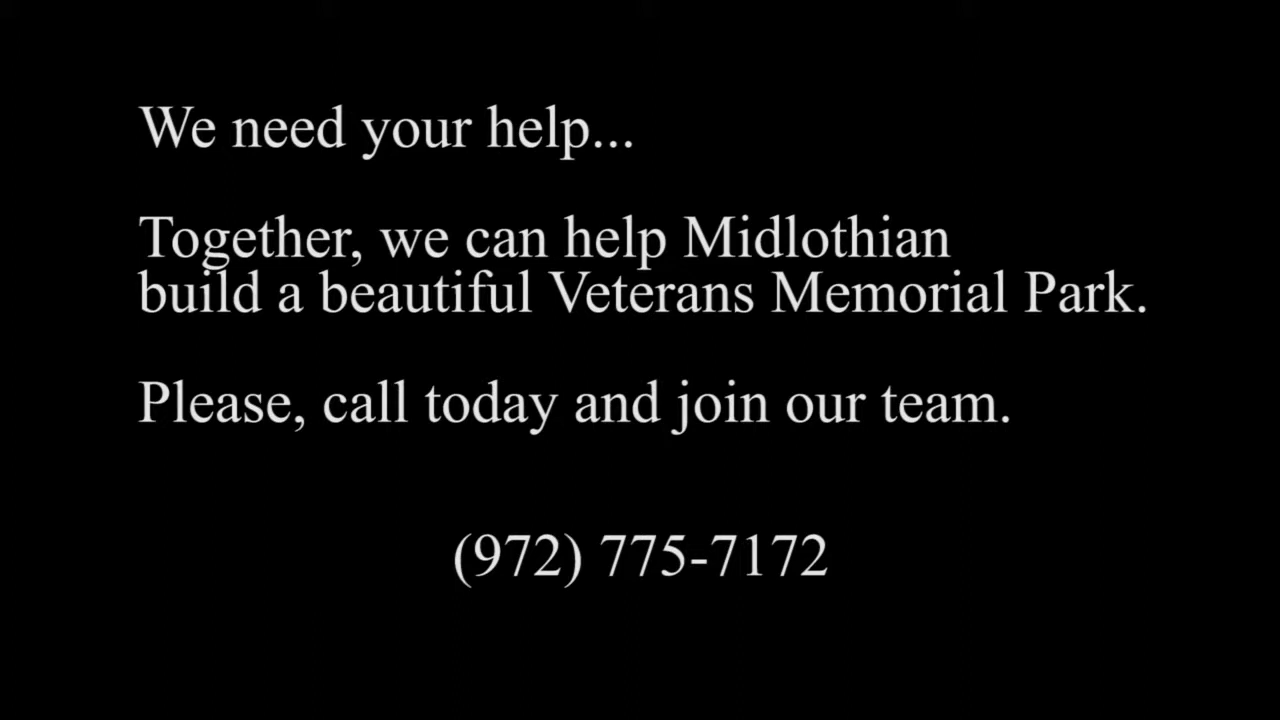 We need your help...
Together, we can help Midlothian
build a beautiful Veterans Memorial Park.
Please, call today and join our team.
(972) 775-7172